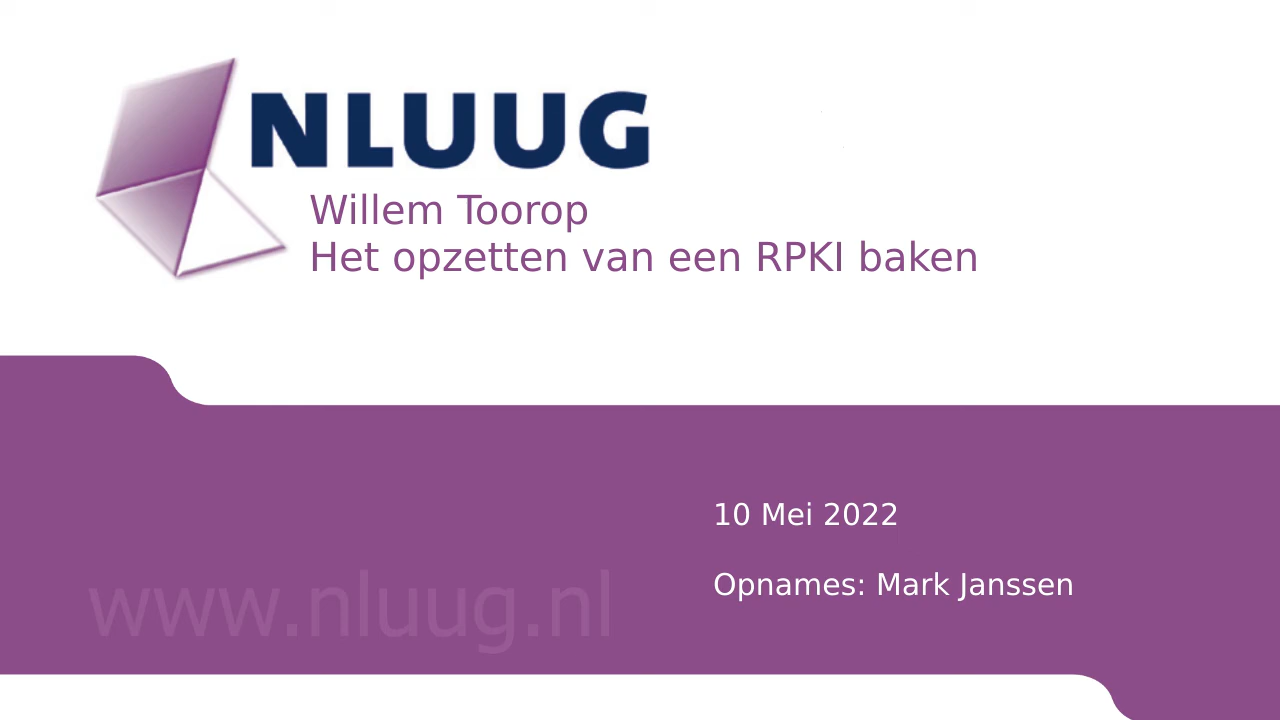 NLUUG
Willem Toorop
Het opzetten van een RPKI baken
10 Mei 2022
Opnames: Mark Janssen
www.nluug.nl